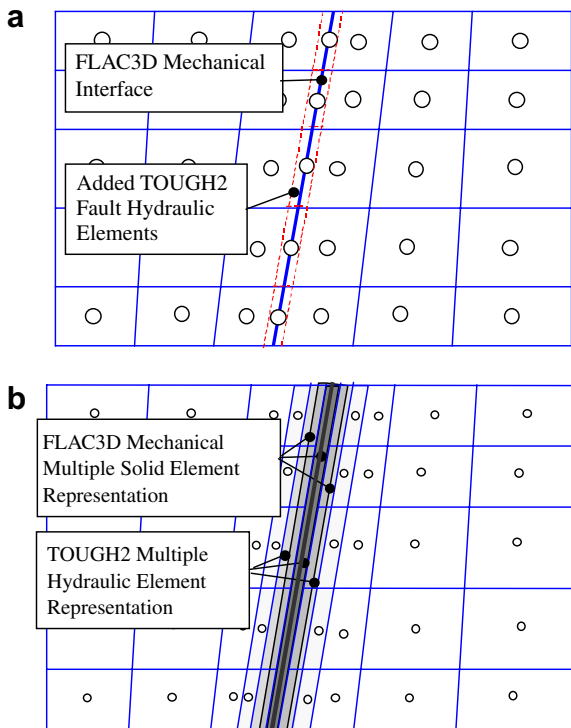 a
FLAC3D Mechanical
Interface
Added TOUGH2
Fault Hydraulic
Elements
b
FLAC3D Mechanical
Multiple Solid Element
Representation
TOUGH2 Multiple
Hydraulic Element
Representation